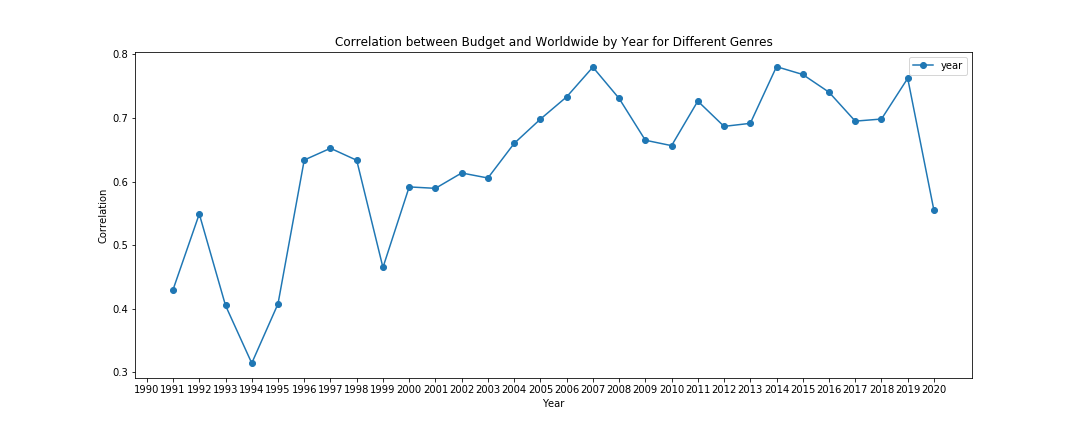 Correlation between Budget and Worldwide by Year for Different Genres
year
0.8
0.7
0.6
0.5
0.4
0.3
Correlation
1990 1991 1992 1993 1994 1995 1996 1997 1998 1999 2000 2001 2002 2003 2004 2005 2006 2007 2008 2009 2010 2011 2012 2013 2014 2015 2016 2017 2018 2019 2020
Year